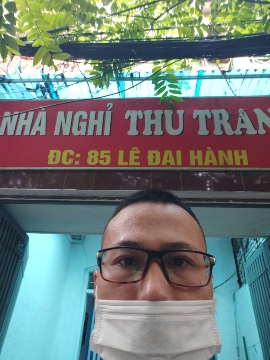 NHÀ NGHỈ THU TRAN
ĐC: 85 LÊ ĐẠI HÀNH